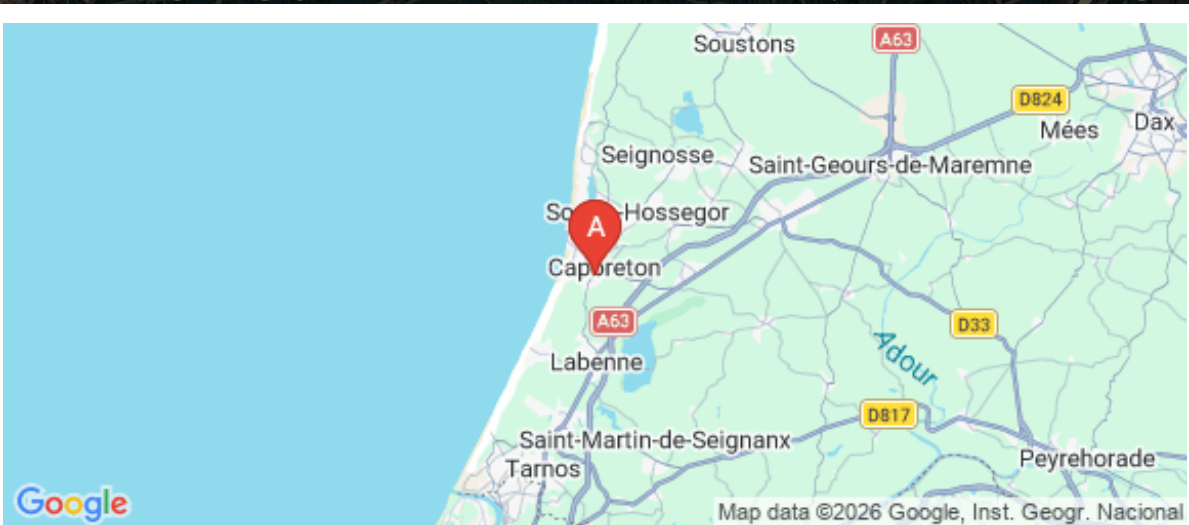 Soustons
A63
D824
Mées
Dax
Seignosse
Saint-Geours-de-Maremne
-Hossegor
A
Capbreton
A63
D33
Labenne
Adour
D817
Saint-Martin-de-Seignanx
Tarnos
Peyrehorade
Google
Map data ©2026 Google, Inst. Geogr. Nacional